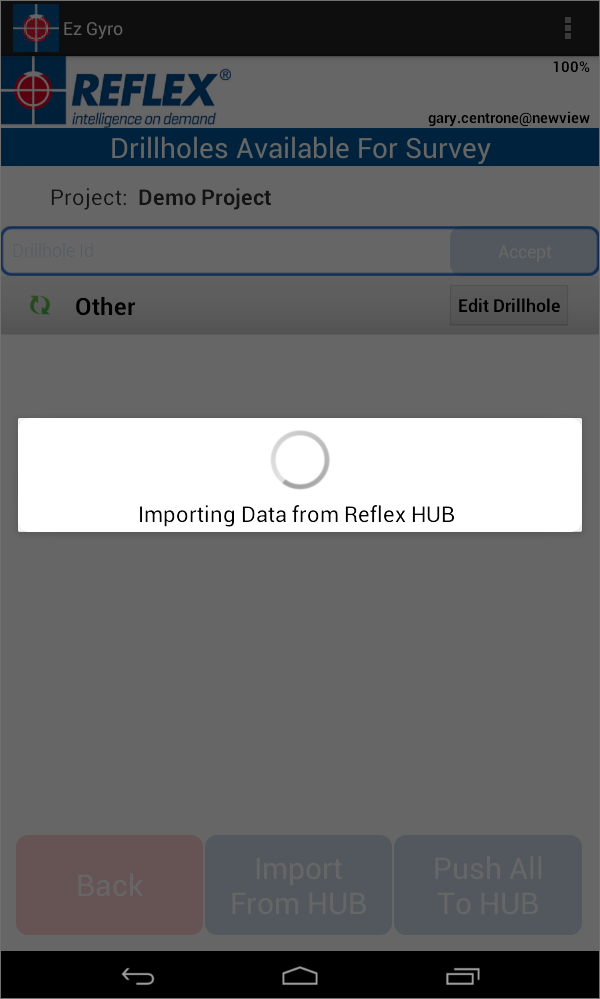 Ez Gyro
100%
REFLEX®
intelligence on demand
gary.centrone@newview
Drillholes Available For Survey
Project: Demo Project
Drillhole Id
Accept
Other
Edit Drillhole
Importing Data from Reflex HUB
Back
Import
From HUB
Push All
To HUB